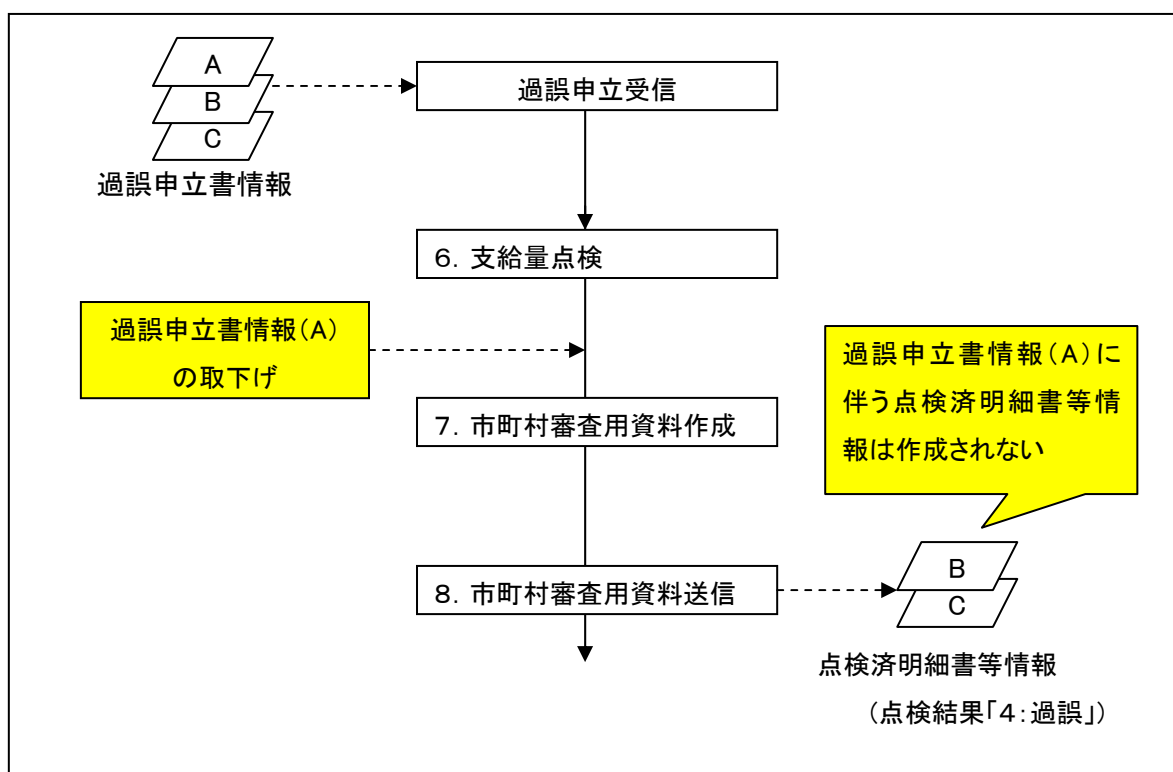 A
B
C
過誤申立書情報
過誤申立受信
6．支給量点検
過誤申立書情報（A）
の取下げ
7．市町村審査用資料作成
過誤申立書情報（A）に
伴う点検済明細書等情
報は作成されない
8．市町村審査用資料送信
B
C
点検済明細書等情報
（点検結果「4：過誤」）